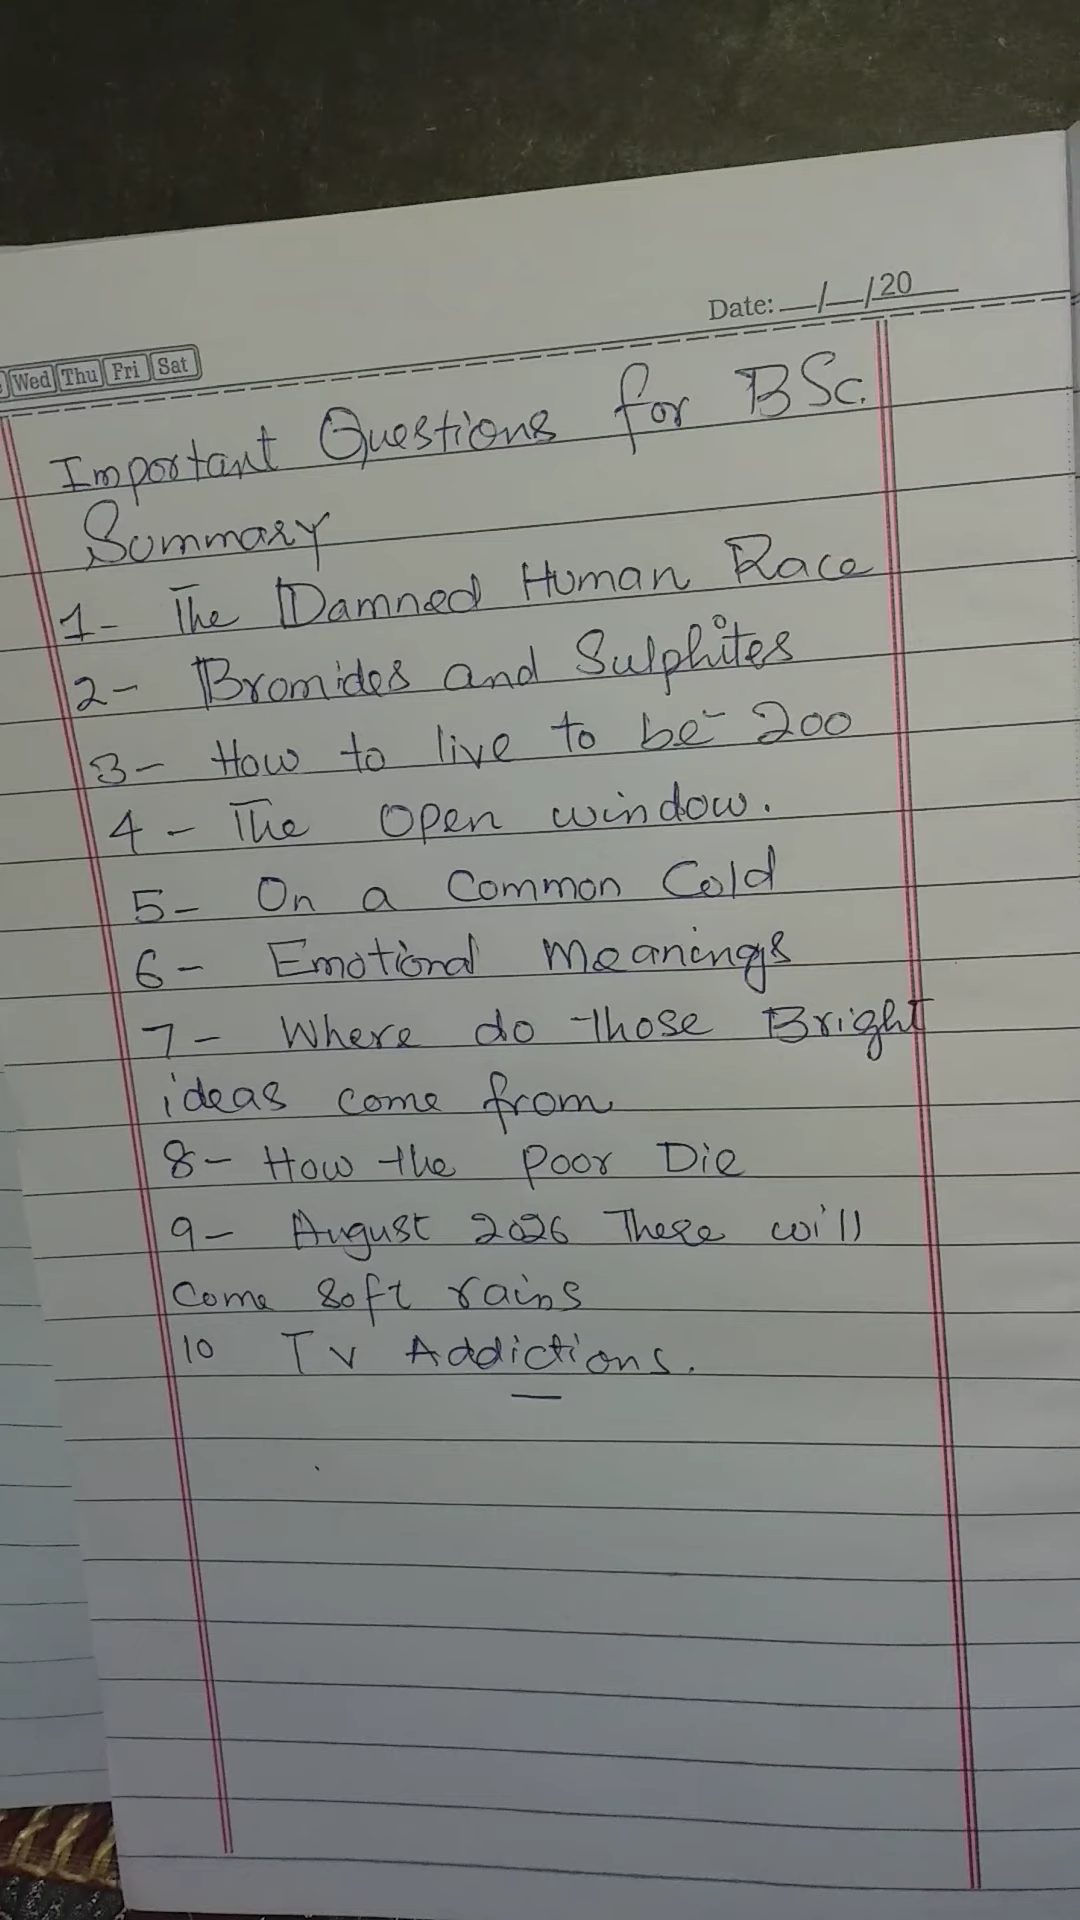 Date: __/__/20
Wed Thu Fri Sat
Important Questions for BSc.
Summary
1- The Damned Human Race
2- Bromides and Sulphites
3- How to live to be 200
4- The Open window.
5- On a Common Cold
6- Emotional Meanings
7- Where do those Bright
ideas come from
8- How the Poor Die
9- August 2026 There will
Come soft rains
10 Tv Addictions.